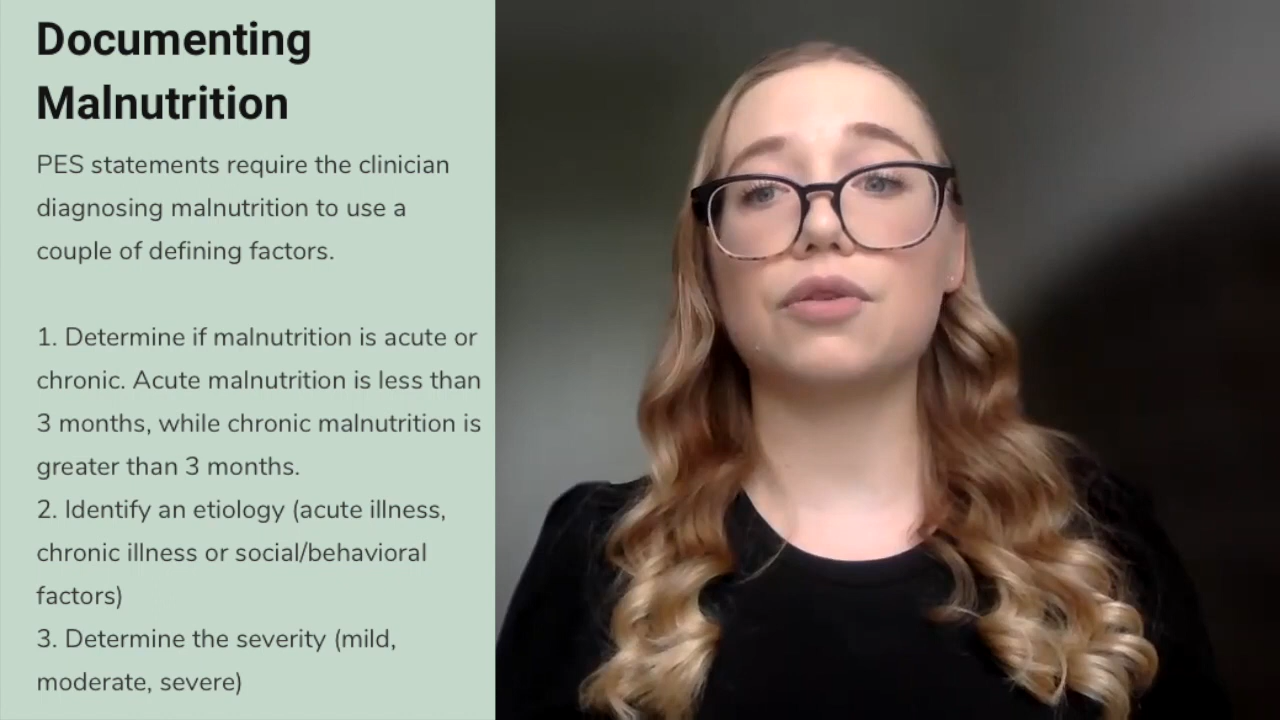 Documenting
Malnutrition
PES statements require the clinician
diagnosing malnutrition to use a
couple of defining factors.
1. Determine if malnutrition is acute or
chronic. Acute malnutrition is less than
3 months, while chronic malnutrition is
greater than 3 months.
2. Identify an etiology (acute illness,
chronic illness or social/behavioral
factors)
3. Determine the severity (mild,
moderate, severe)